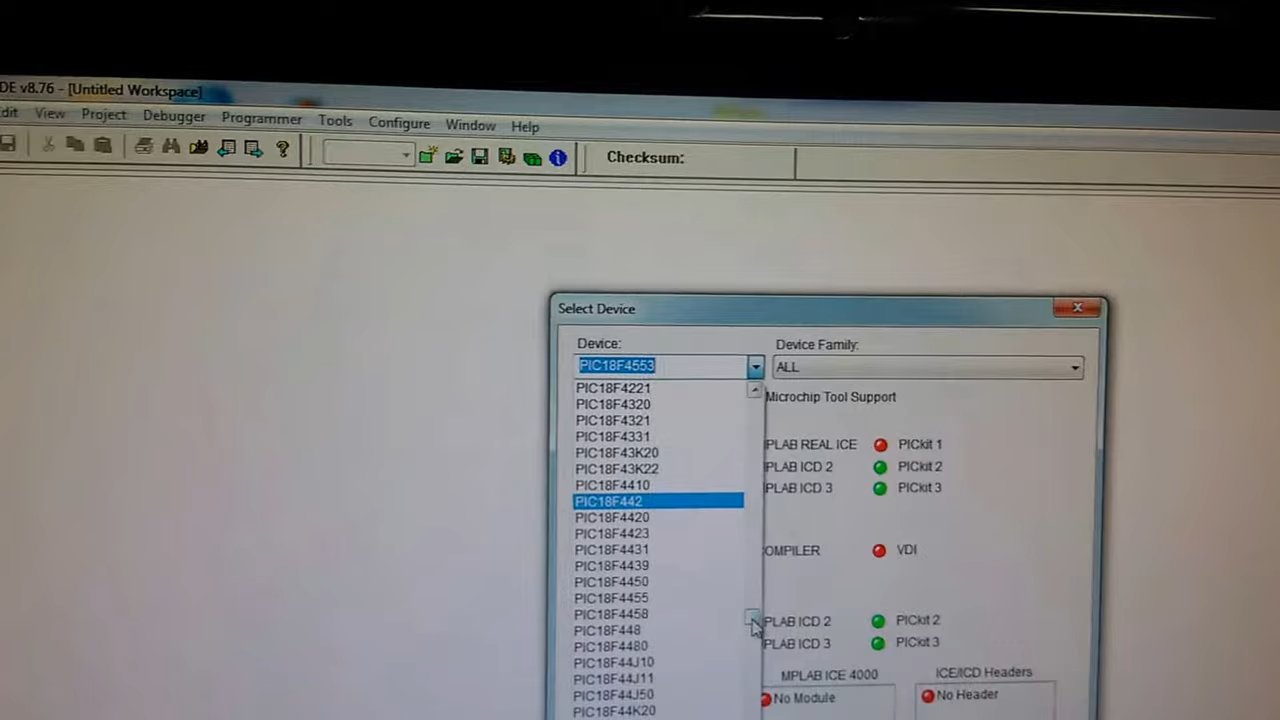 DE v8.76 - [Untitled Workspace]
dit View Project Debugger Programmer Tools Configure Window Help
Checksum:
Select Device
Device: Device Family:
PIC18F4553 ALL
PIC18F4221
PIC18F4320
PIC18F4321
PIC18F4331
PIC18F43K20
PIC18F43K22
PIC18F4410
PIC18F442
PIC18F4420
PIC18F4423
PIC18F4431
PIC18F4439
PIC18F4450
PIC18F4455
PIC18F4458
PIC18F448
PIC18F4480
PIC18F44J10
PIC18F44J11
PIC18F44J50
PIC18F44K20
Microchip Tool Support
PLAB REAL ICE PICkit 1
PLAB ICD 2 PICkit 2
PLAB ICD 3 PICkit 3
OMPILER VDI
PLAB ICD 2 PICkit 2
PLAB ICD 3 PICkit 3
MPLAB ICE 4000 ICE/ICD Headers
No Module No Header